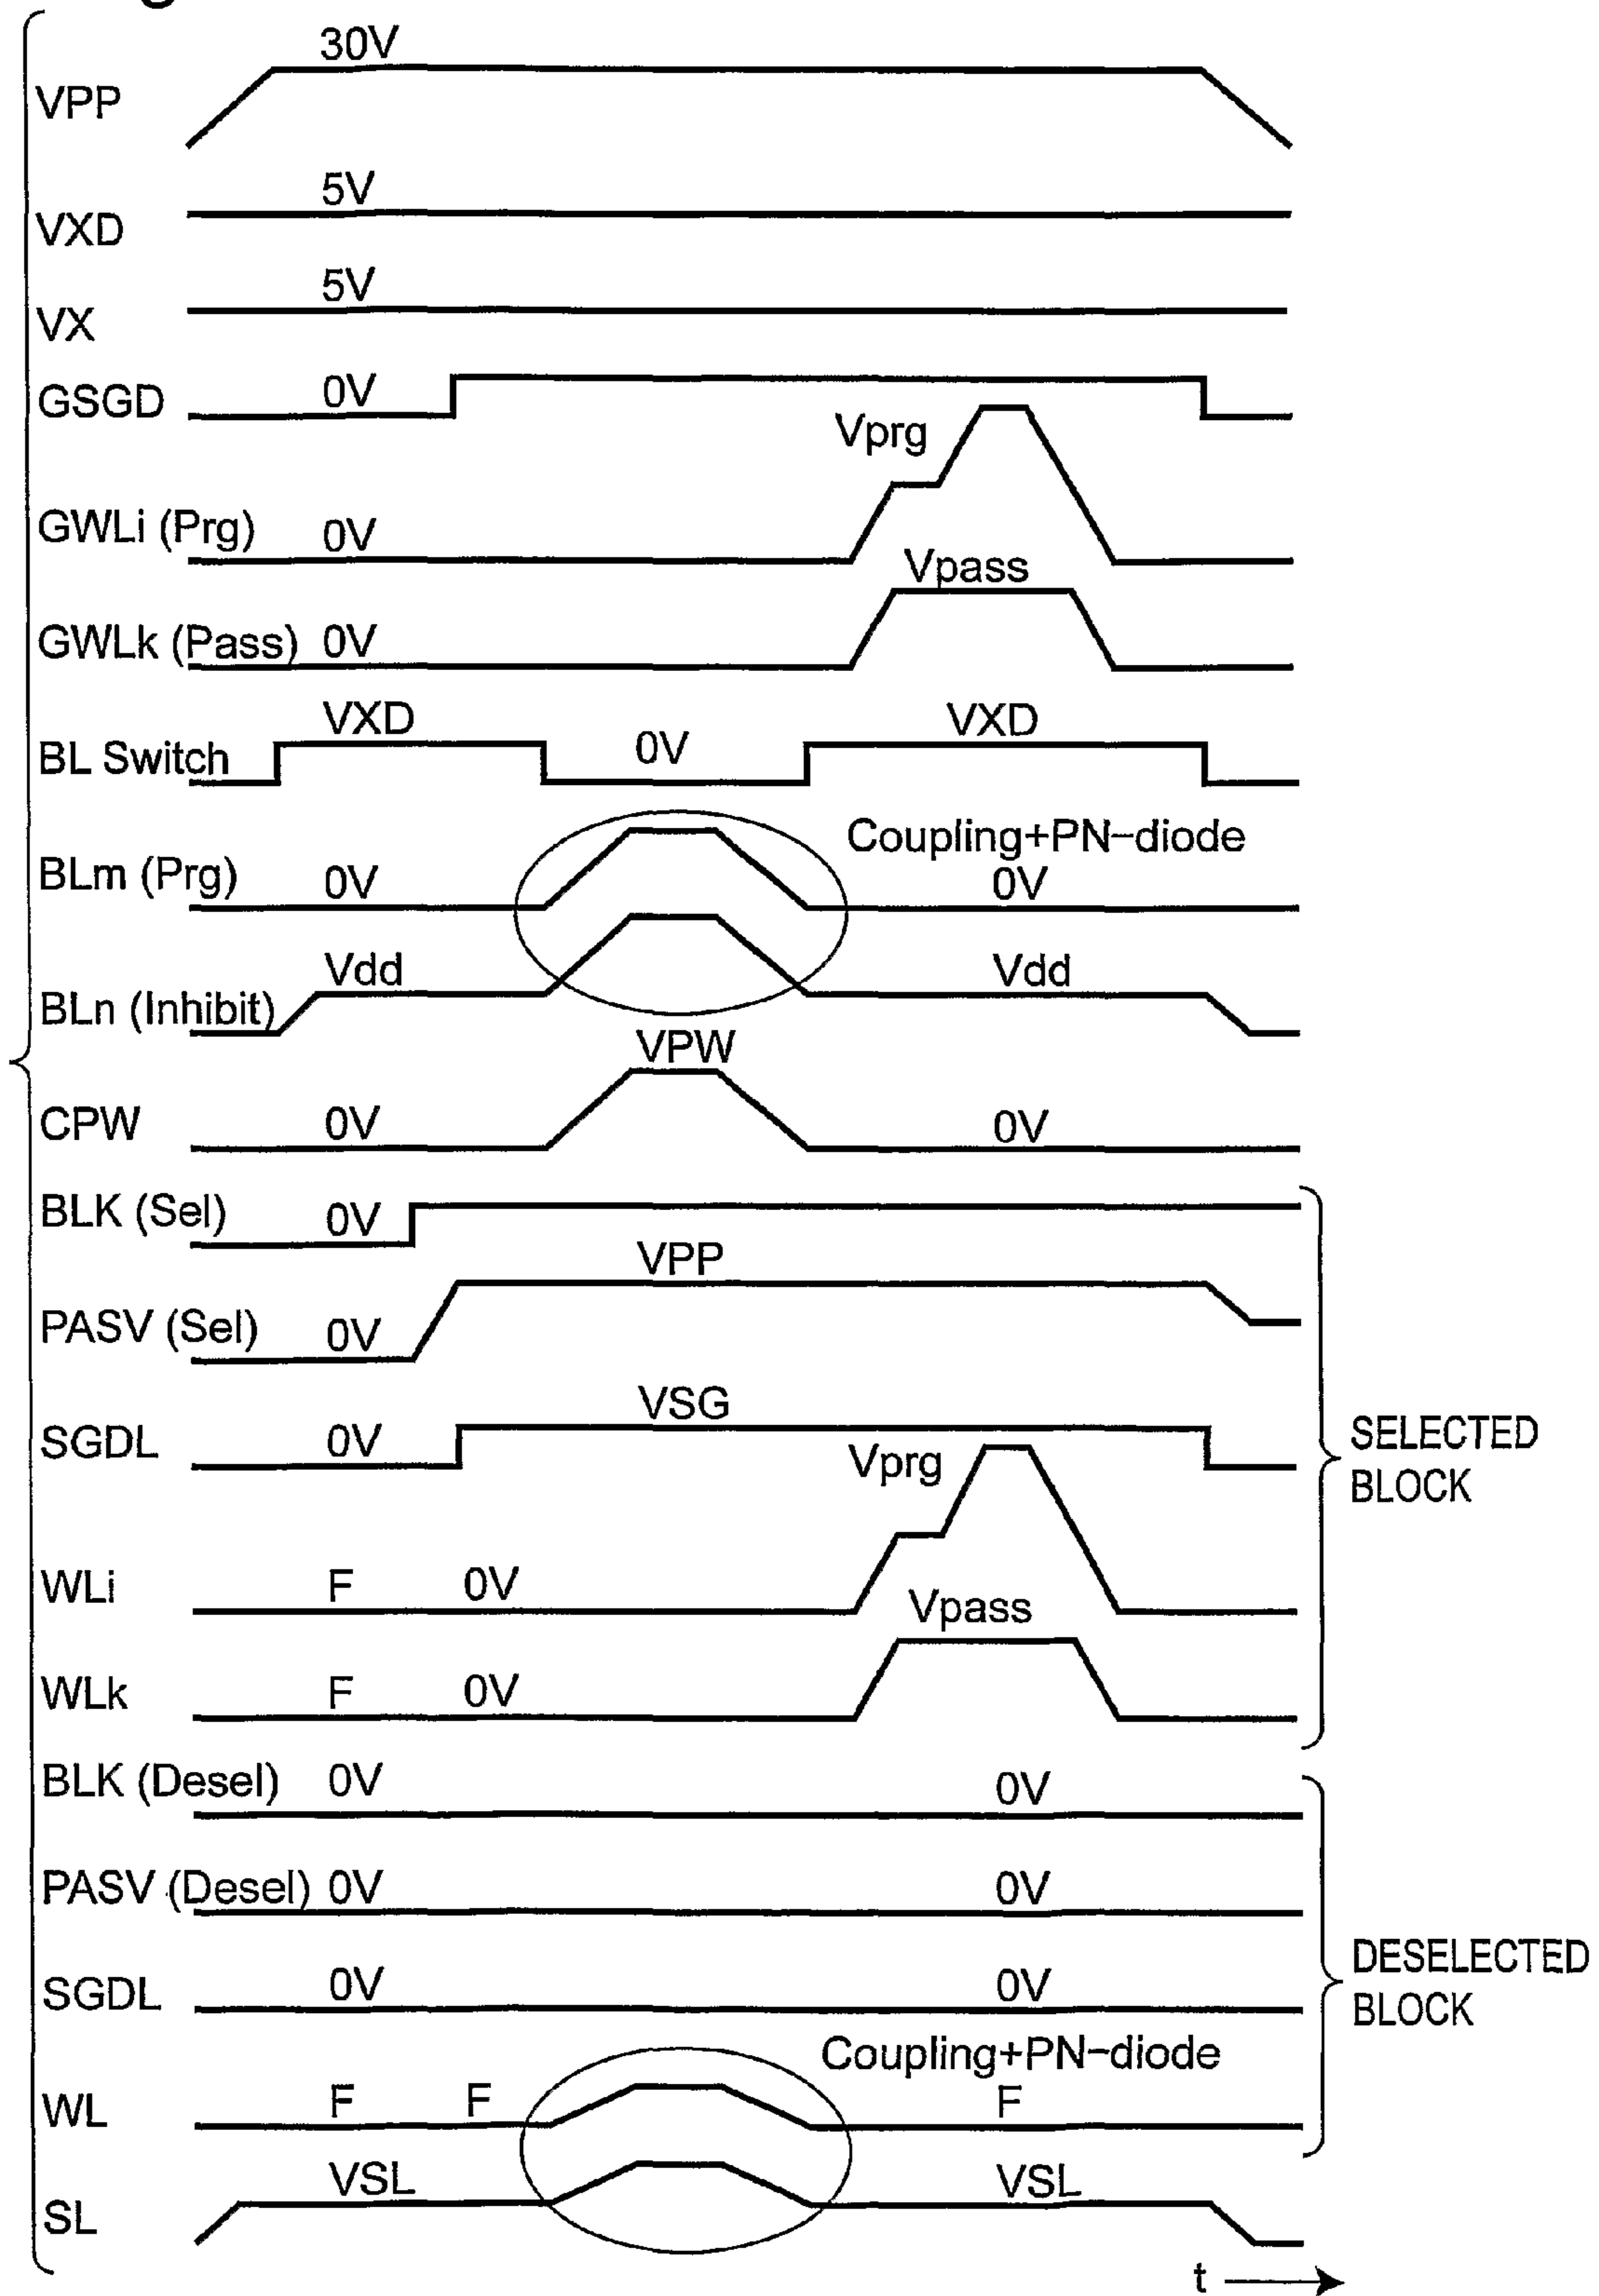 30V
VPP
5V
VXD
5V
VX
GSGD 0V
Vprg
GWLi (Prg) 0V
Vpass
GWLk (Pass) 0V
VXD VXD
BL Switch 0V
Coupling+PN-diode
BLm (Prg) 0V 0V
Vdd Vdd
BLn (Inhibit)
VPW
CPW 0V 0V
BLK (Sel) 0V
VPP
PASV (Sel) 0V
VSG
SGDL 0V
Vprg
SELECTED
BLOCK
WLi F 0V
Vpass
WLk F 0V
BLK (Desel) 0V 0V
PASV (Desel) 0V 0V
DESELECTED
BLOCK
SGDL 0V 0V
Coupling+PN-diode
WL F F F
VSL VSL
SL
t